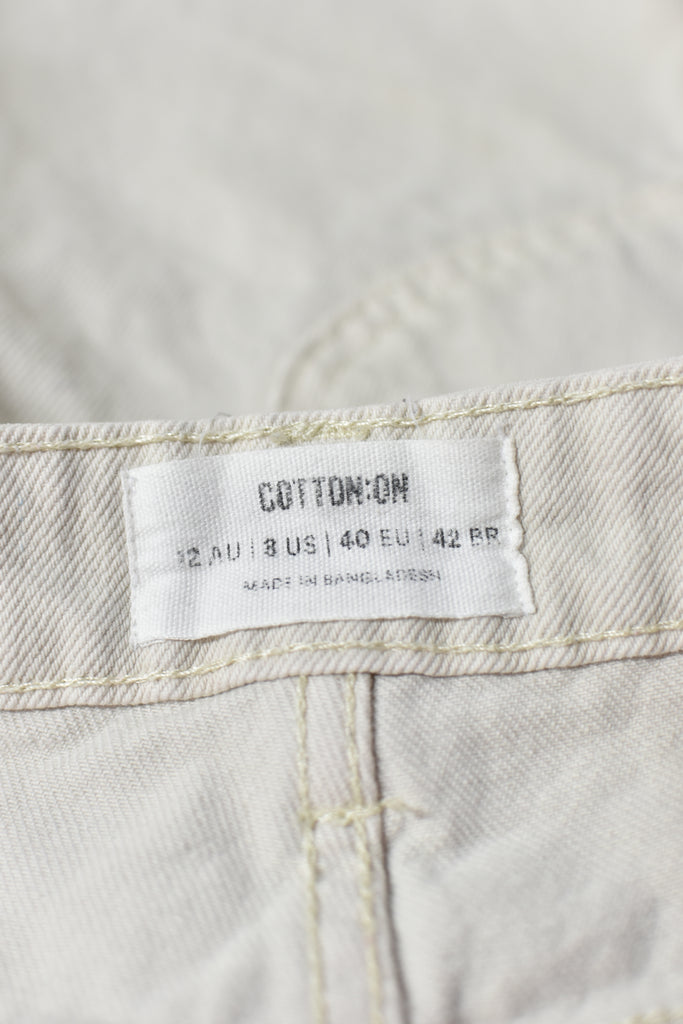 COTTON:ON
12 AU | 8 US | 40 EU | 42 BR
MADE IN BANGLADESH